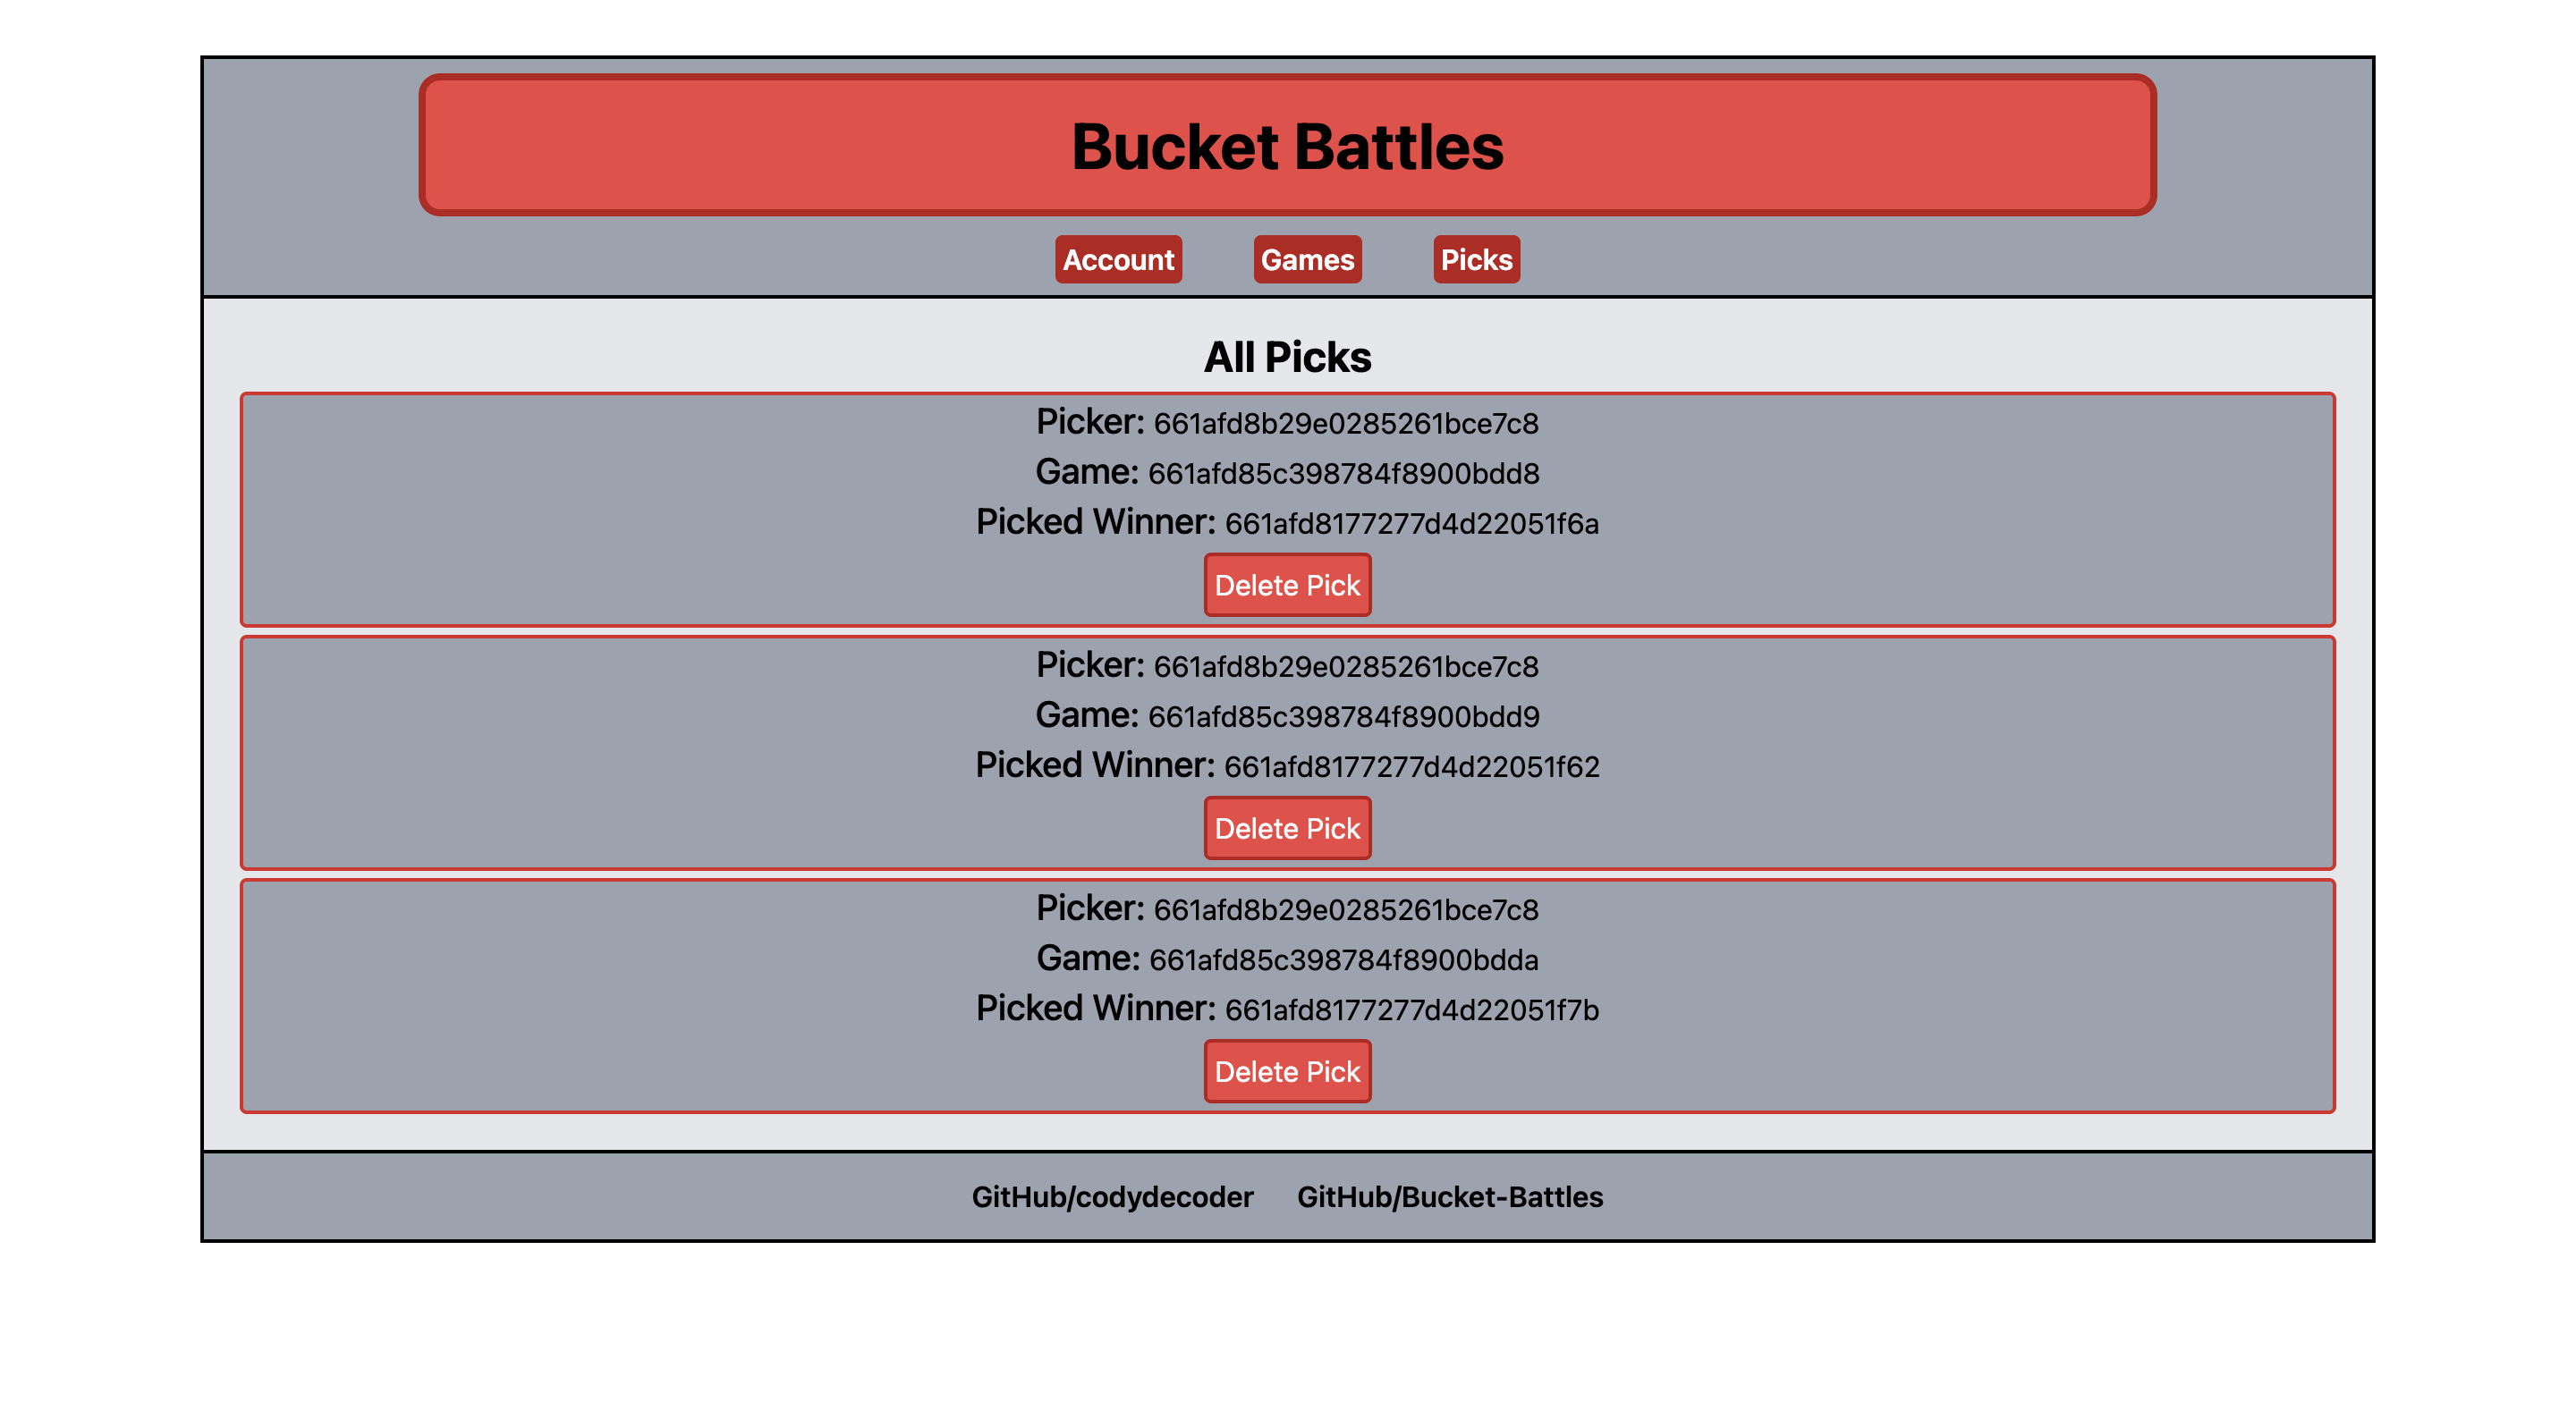 Bucket Battles
Account Games Picks
All Picks
Picker: 661afd8b29e0285261bce7c8
Game: 661afd85c398784f8900bdd8
Picked Winner: 661afd8177277d4d22051f6a
Delete Pick
Picker: 661afd8b29e0285261bce7c8
Game: 661afd85c398784f8900bdd9
Picked Winner: 661afd8177277d4d22051f62
Delete Pick
Picker: 661afd8b29e0285261bce7c8
Game: 661afd85c398784f8900bdda
Picked Winner: 661afd8177277d4d22051f7b
Delete Pick
GitHub/codydecoder GitHub/Bucket-Battles